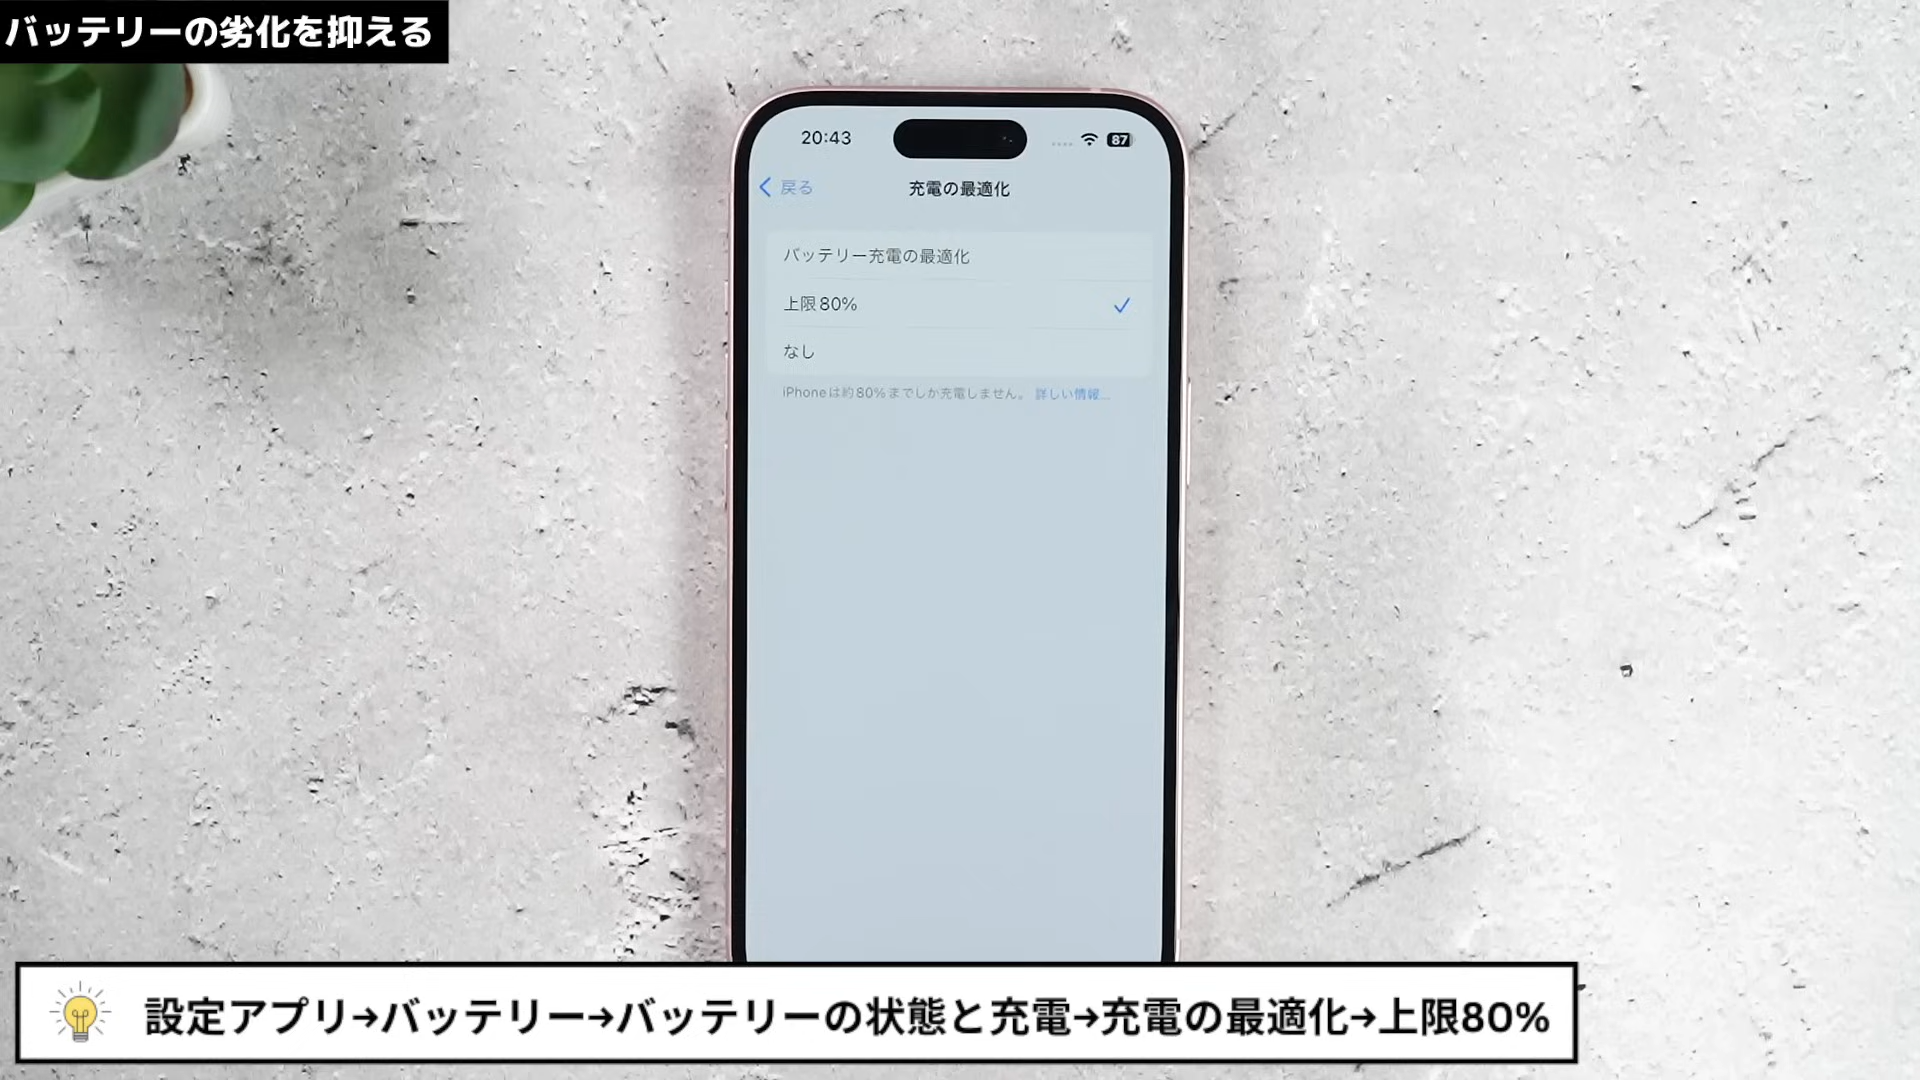 バッテリーの劣化を抑える
20:43
87
戻る
充電の最適化
バッテリー充電の最適化
上限80%
なし
iPhoneは約80%までしか充電しません。 詳しい情報...
設定アプリ→バッテリー→バッテリーの状態と充電→充電の最適化→上限80%